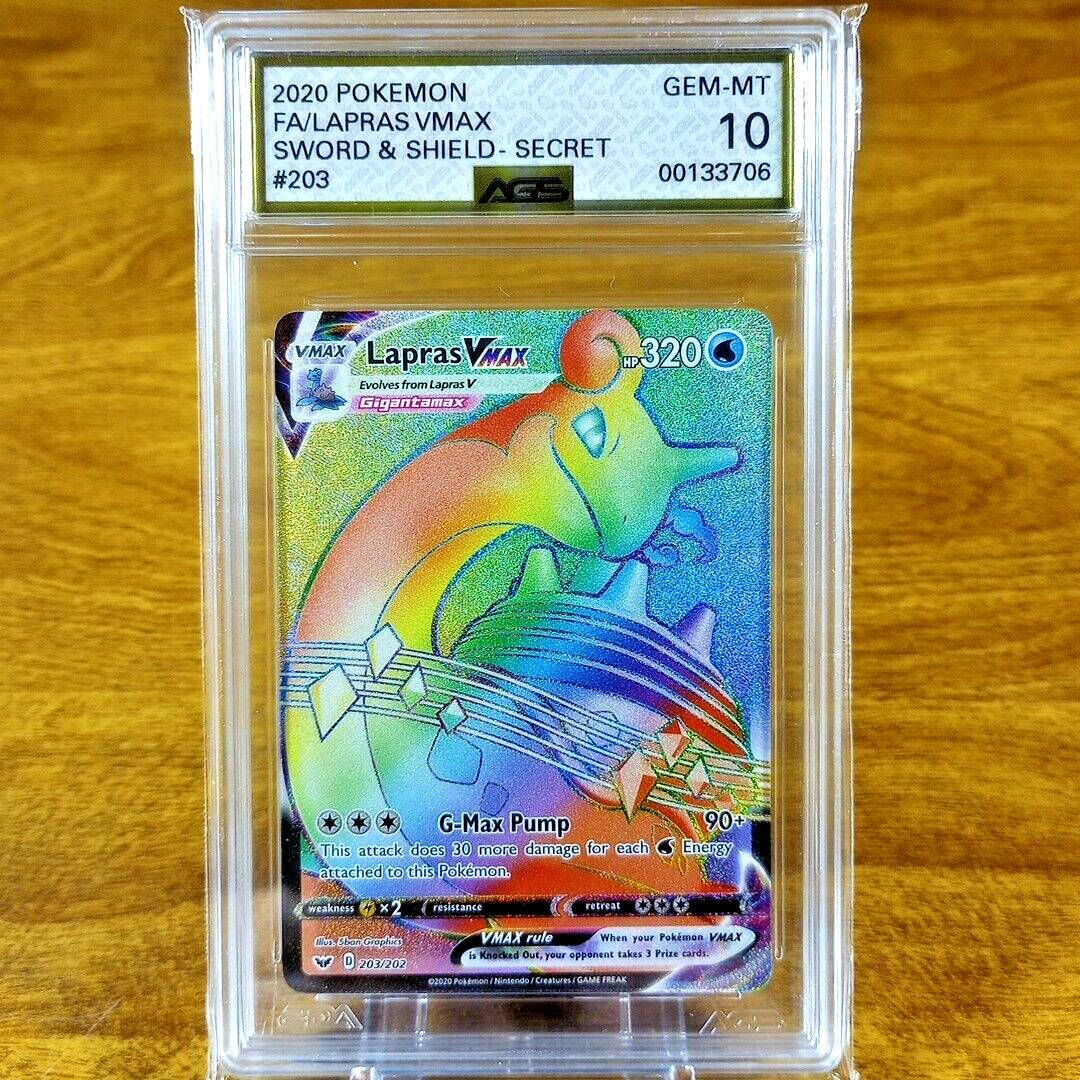 2020 POKEMON
GEM-MT
FA/LAPRAS VMAX
10
SWORD & SHIELD- SECRET
#203
00133706
AGS
VMAX
Lapras VMAX
HP 320
Evolves from Lapras V
Gigantamax
G-Max Pump
90+
This attack does 30 more damage for each Energy
attached to this Pokémon.
weakness ×2 resistance retreat
Illus. 5ban Graphics
VMAX rule When your Pokémon VMAX
is Knocked Out, your opponent takes 3 Prize cards.
D 203/202
©2020 Pokémon / Nintendo / Creatures / GAME FREAK